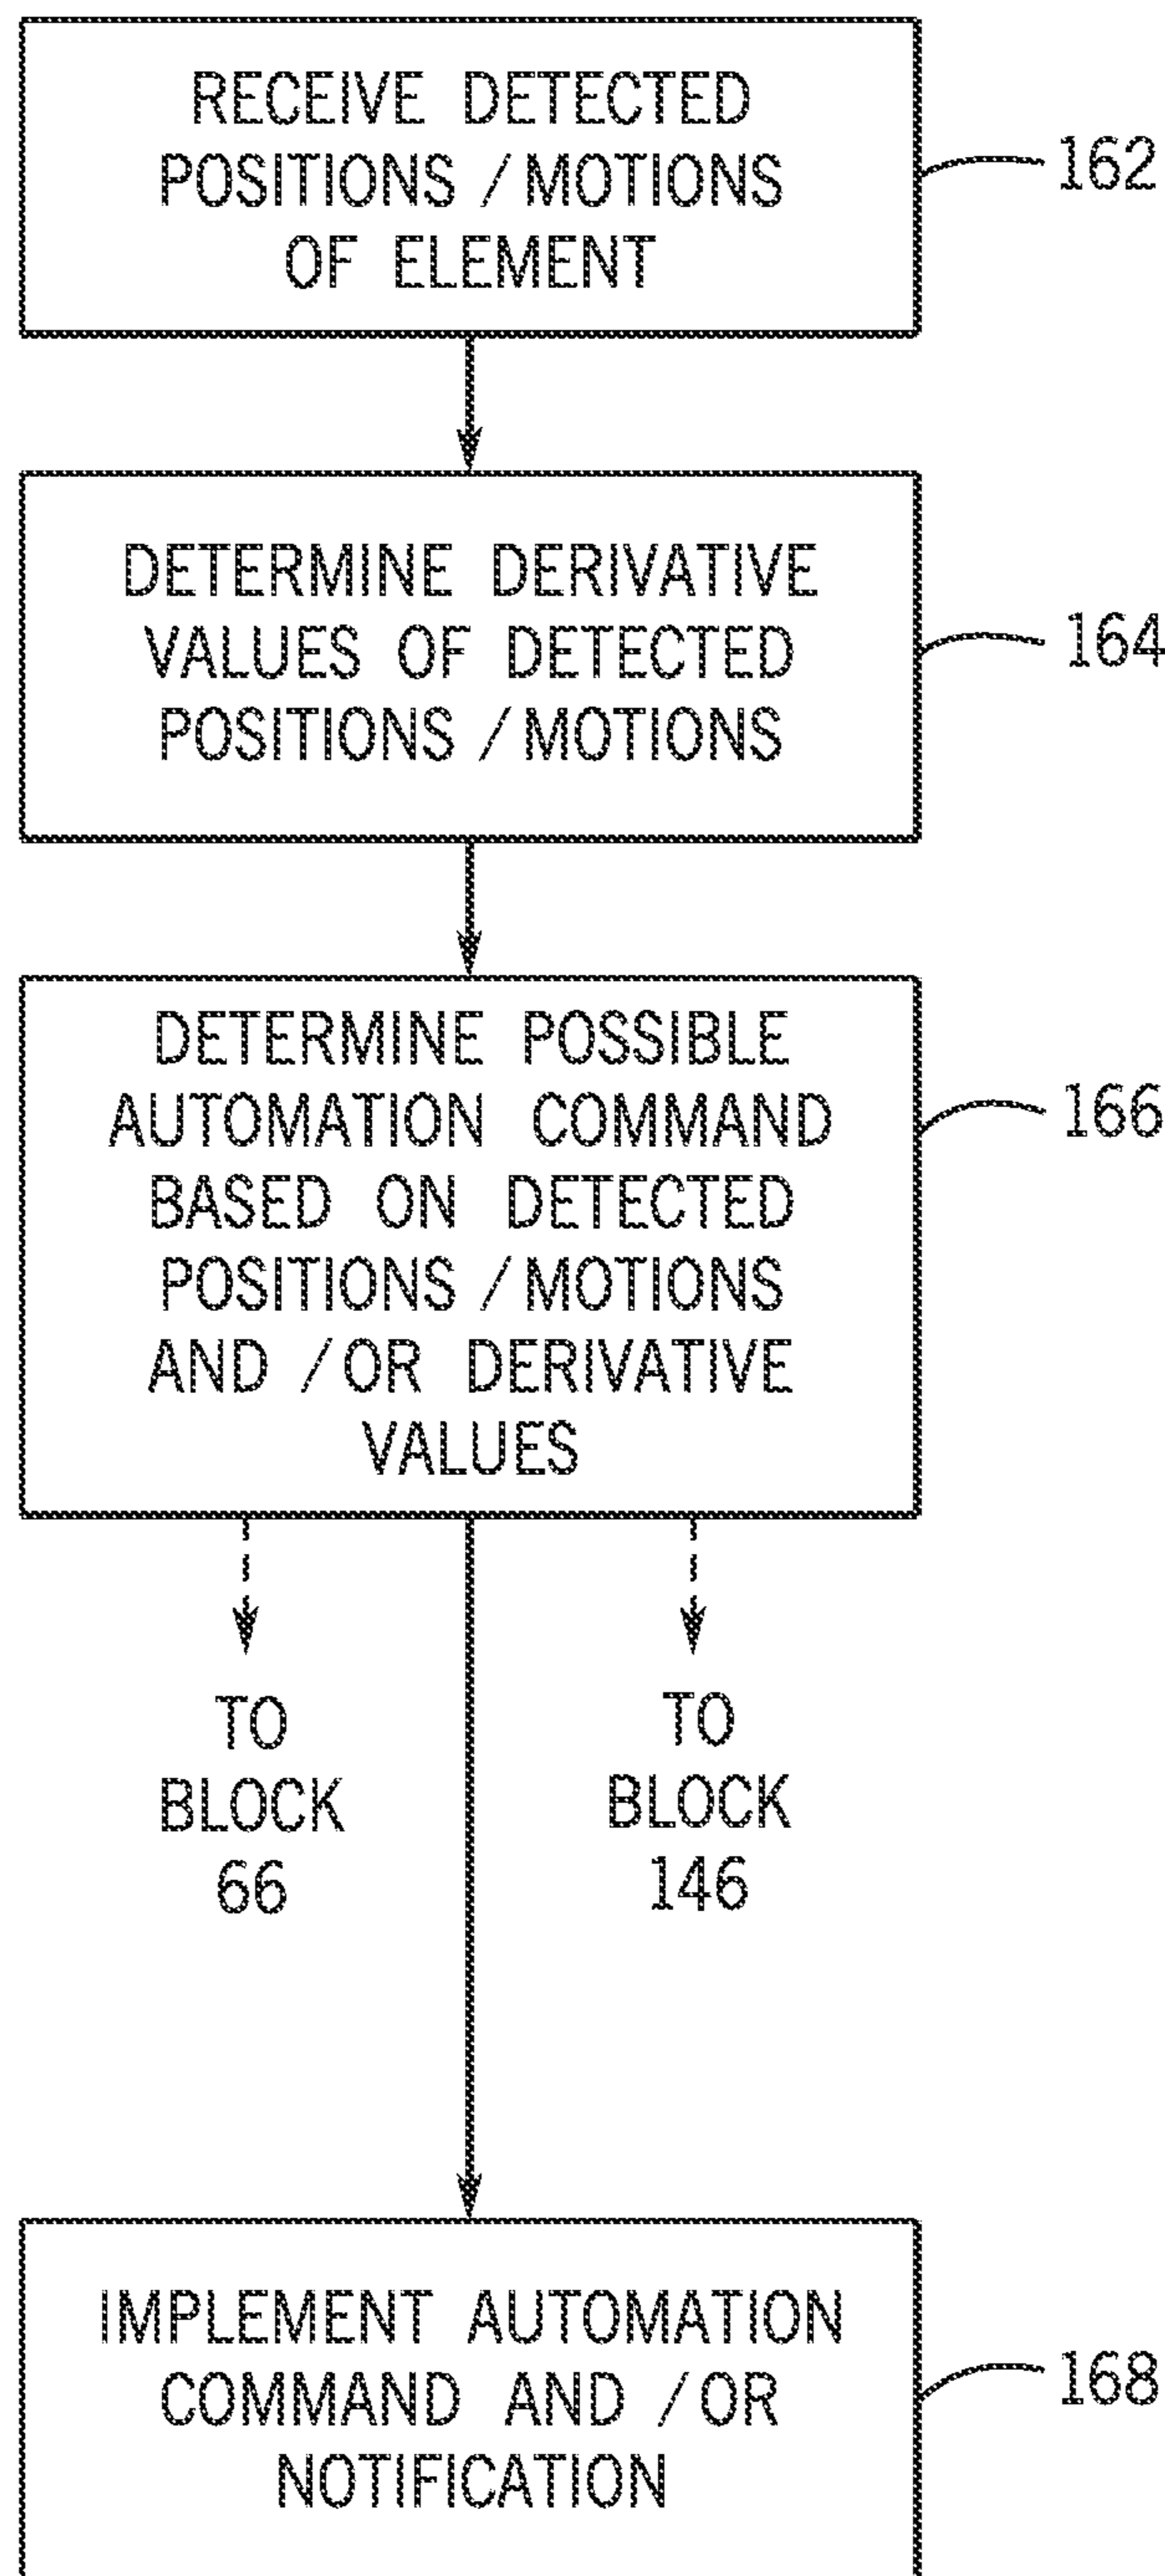 RECEIVE DETECTED
POSITIONS / MOTIONS
OF ELEMENT
162
DETERMINE DERIVATIVE
VALUES OF DETECTED
POSITIONS / MOTIONS
164
DETERMINE POSSIBLE
AUTOMATION COMMAND
BASED ON DETECTED
POSITIONS / MOTIONS
AND / OR DERIVATIVE
VALUES
166
TO
BLOCK
66
TO
BLOCK
146
IMPLEMENT AUTOMATION
COMMAND AND / OR
NOTIFICATION
168